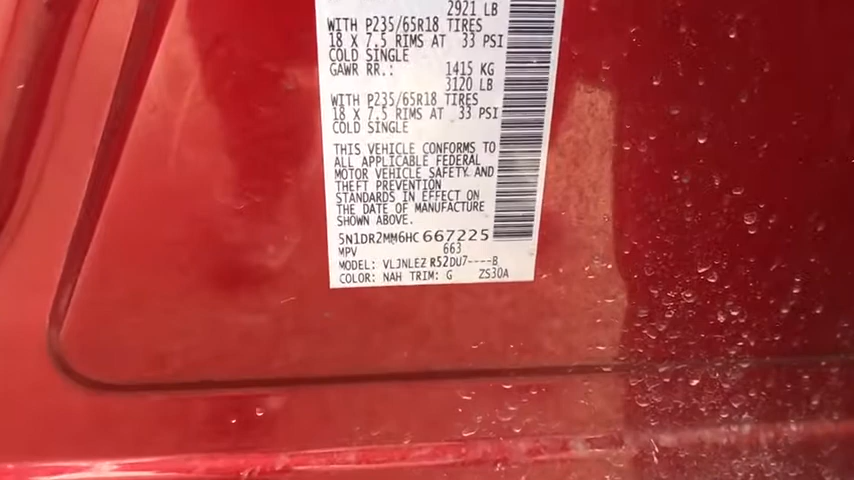 2921 LB
WITH P235/65R18 TIRES
18 X 7.5 RIMS AT 33 PSI
COLD SINGLE
GAWR RR.: 1415 KG
3120 LB
WITH P235/65R18 TIRES
18 X 7.5 RIMS AT 33 PSI
COLD SINGLE
THIS VEHICLE CONFORMS TO
ALL APPLICABLE FEDERAL
MOTOR VEHICLE SAFETY AND
THEFT PREVENTION
STANDARDS IN EFFECT ON
THE DATE OF MANUFACTURE
SHOWN ABOVE.
5N1DR2MM6HC667225
MPV 663
MODEL: VLJNLEZ R52DU7----B
COLOR: NAH TRIM: G ZS30A